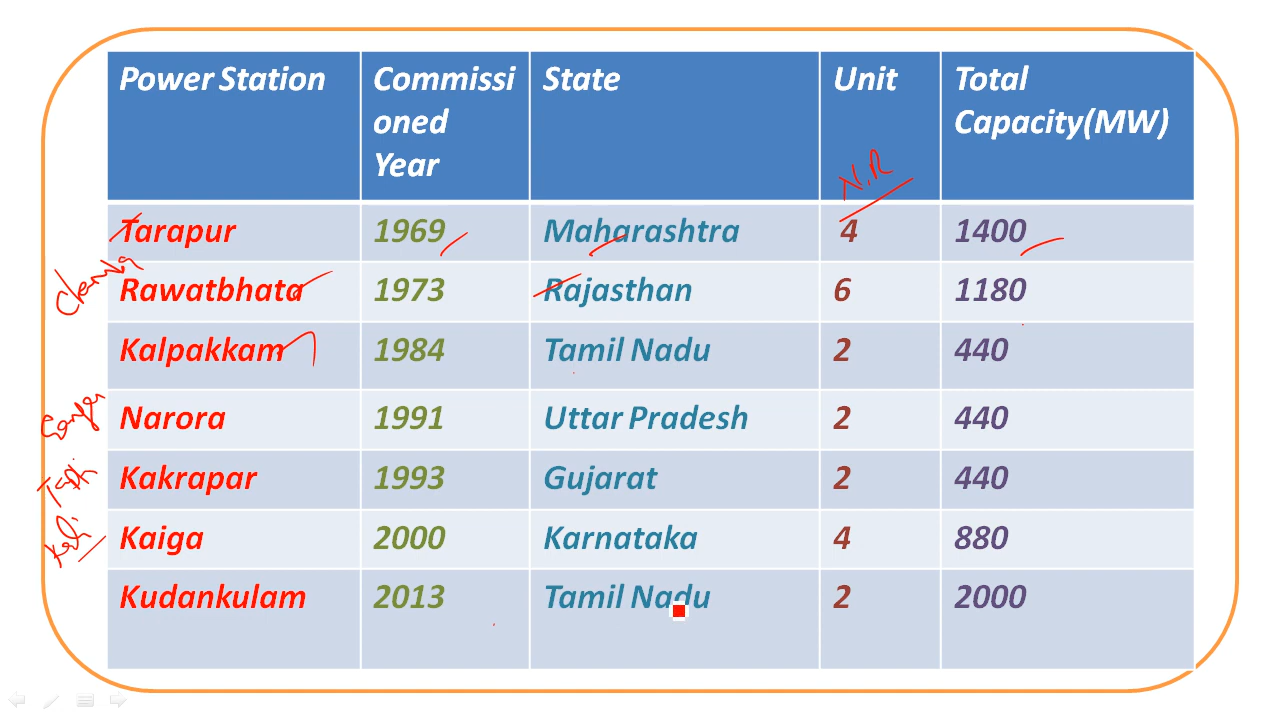 Power Station Commissi oned Year State Unit Total Capacity(MW)
N.R
Tarapur 1969 Maharashtra 4 1400
Rawatbhata 1973 Rajasthan 6 1180
Kalpakkam 1984 Tamil Nadu 2 440
Narora 1991 Uttar Pradesh 2 440
Kakrapar 1993 Gujarat 2 440
Kaiga 2000 Karnataka 4 880
Kudankulam 2013 Tamil Nadu 2 2000